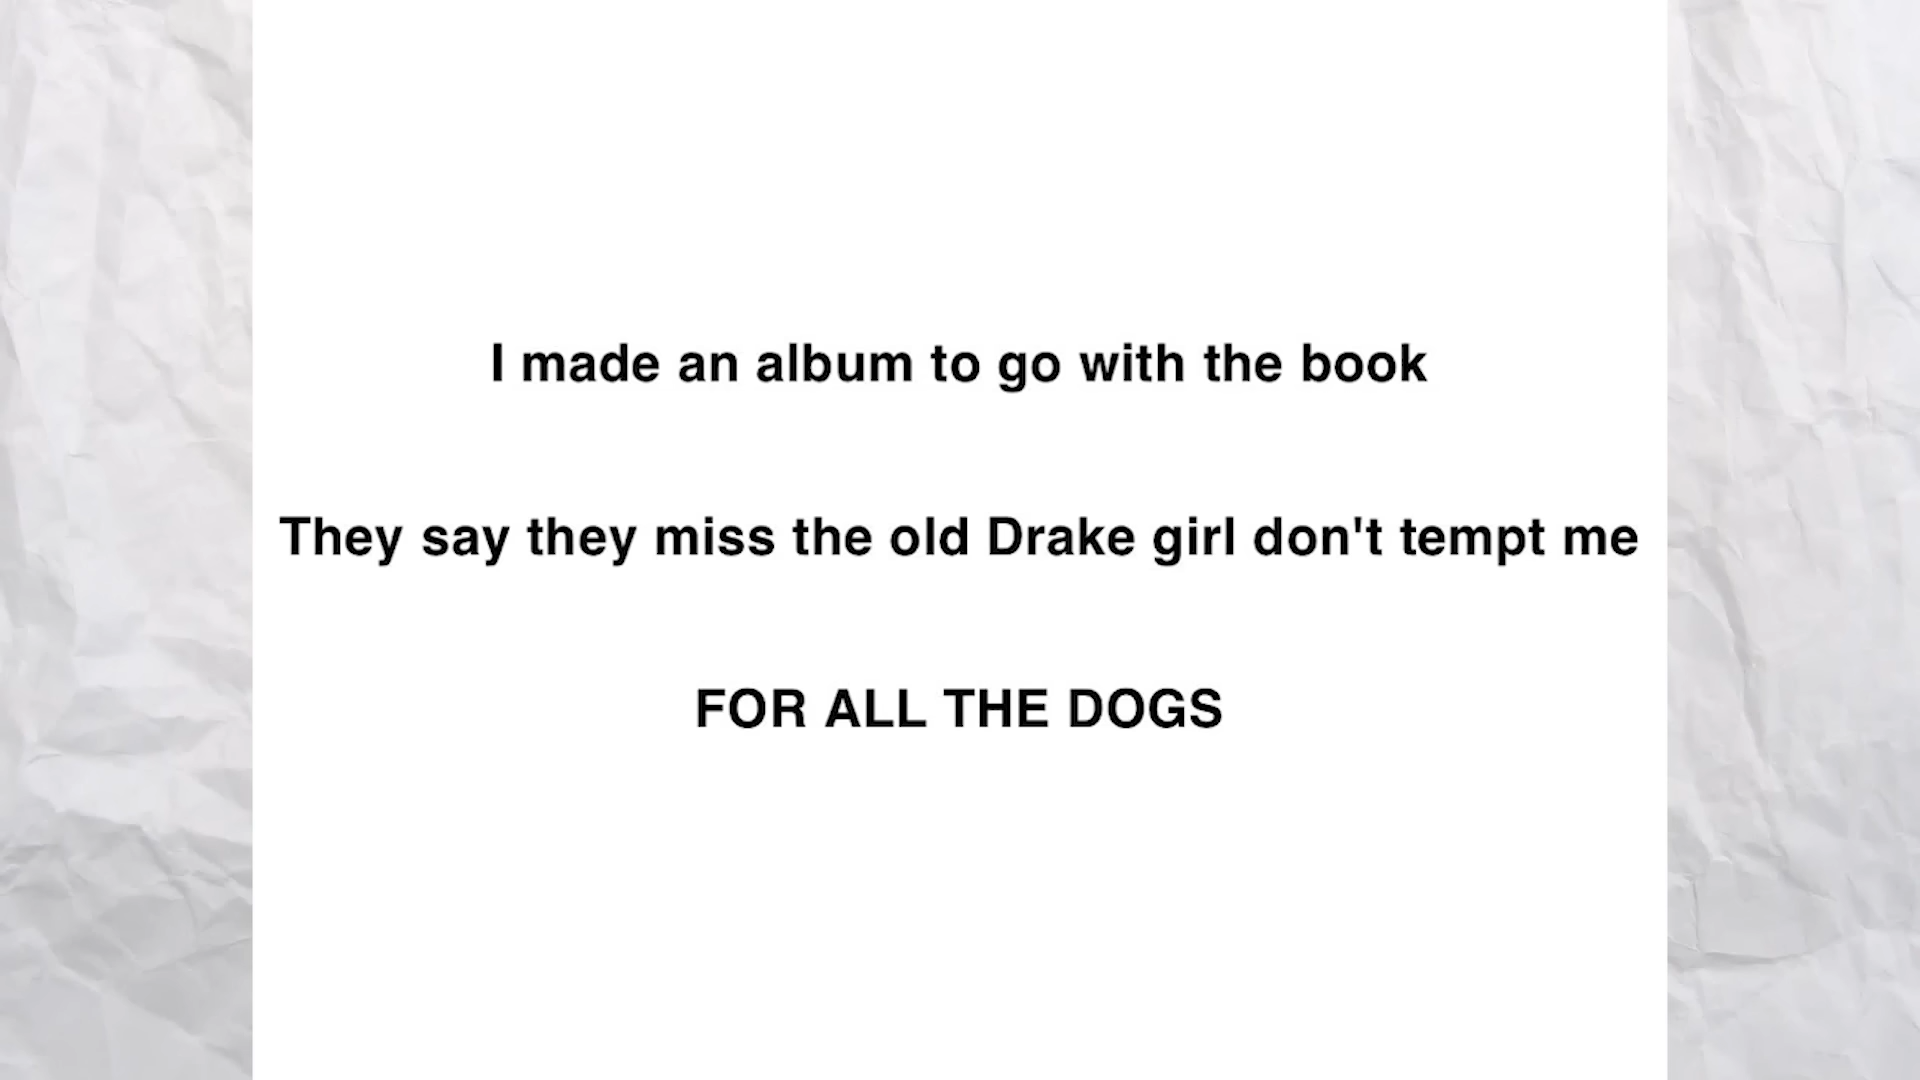 I made an album to go with the book
They say they miss the old Drake girl don't tempt me
FOR ALL THE DOGS